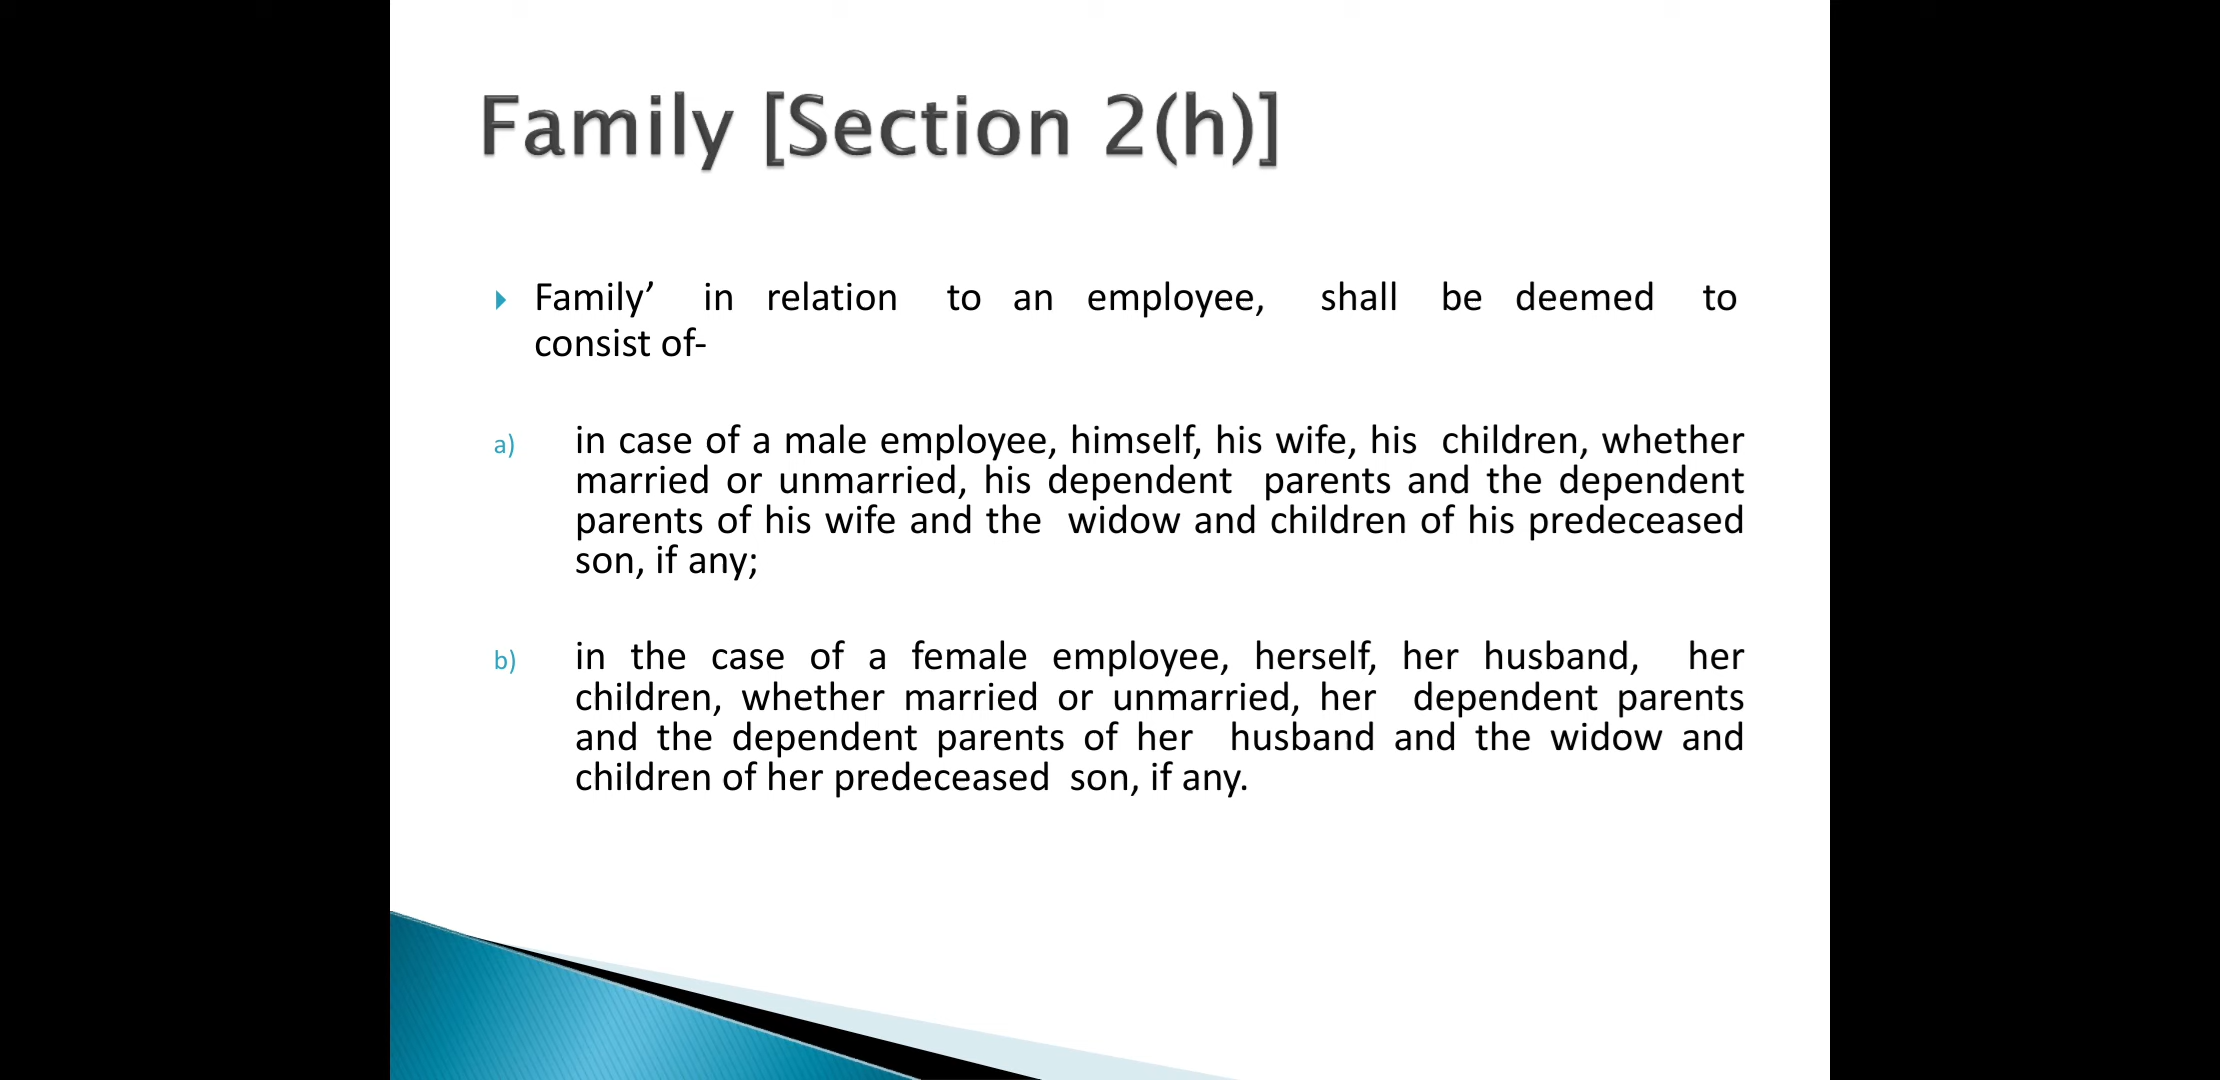 Family [Section 2(h)]
Family’ in relation to an employee, shall be deemed to
consist of-
a) in case of a male employee, himself, his wife, his children, whether
married or unmarried, his dependent parents and the dependent
parents of his wife and the widow and children of his predeceased
son, if any;
b) in the case of a female employee, herself, her husband, her
children, whether married or unmarried, her dependent parents
and the dependent parents of her husband and the widow and
children of her predeceased son, if any.